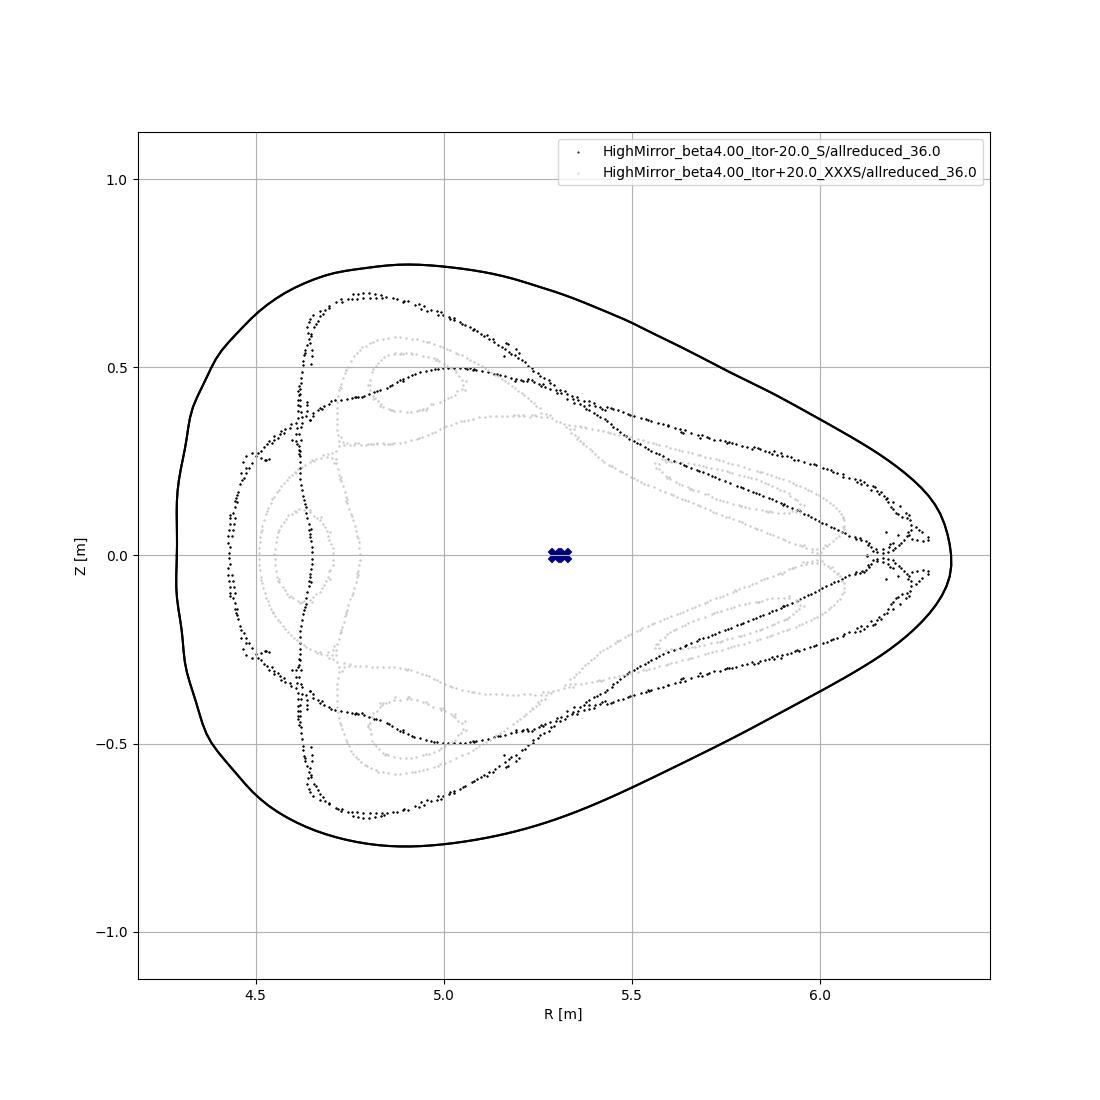 HighMirror_beta4.00_Itor-20.0_S/allreduced_36.0
HighMirror_beta4.00_Itor+20.0_XXXS/allreduced_36.0
1.0
0.5
0.0
−0.5
−1.0
Z [m]
4.5
5.0
5.5
6.0
R [m]